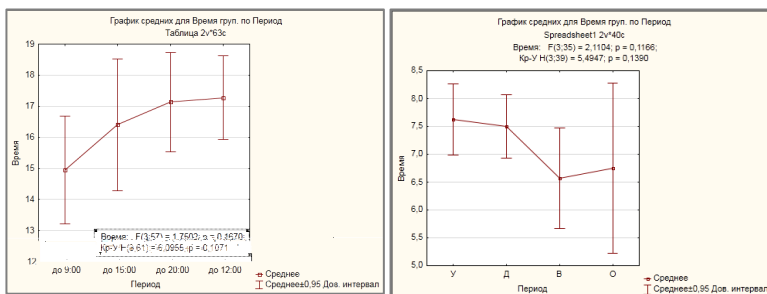 График средних для Время груп. по Период
Таблица 2v*63c
19
18
17
16
15
14
13
12
Время
Время: F(3;57) = 1,7502; p = 0,1670
Кр-У H(3;61) = 6,0955; p = 0,1071
до 9:00
до 15:00
до 20:00
до 12:00
Период
Среднее
Среднее±0,95 Дов. интервал
График средних для Время груп. по Период
Spreadsheet1 2v*40c
Время: F(3;35) = 2,1104; p = 0,1166;
Кр-У H(3;39) = 5,4947; p = 0,1390
8,5
8,0
7,5
7,0
6,5
6,0
5,5
5,0
Время
У
Д
В
О
Период
Среднее
Среднее±0,95 Дов. интервал